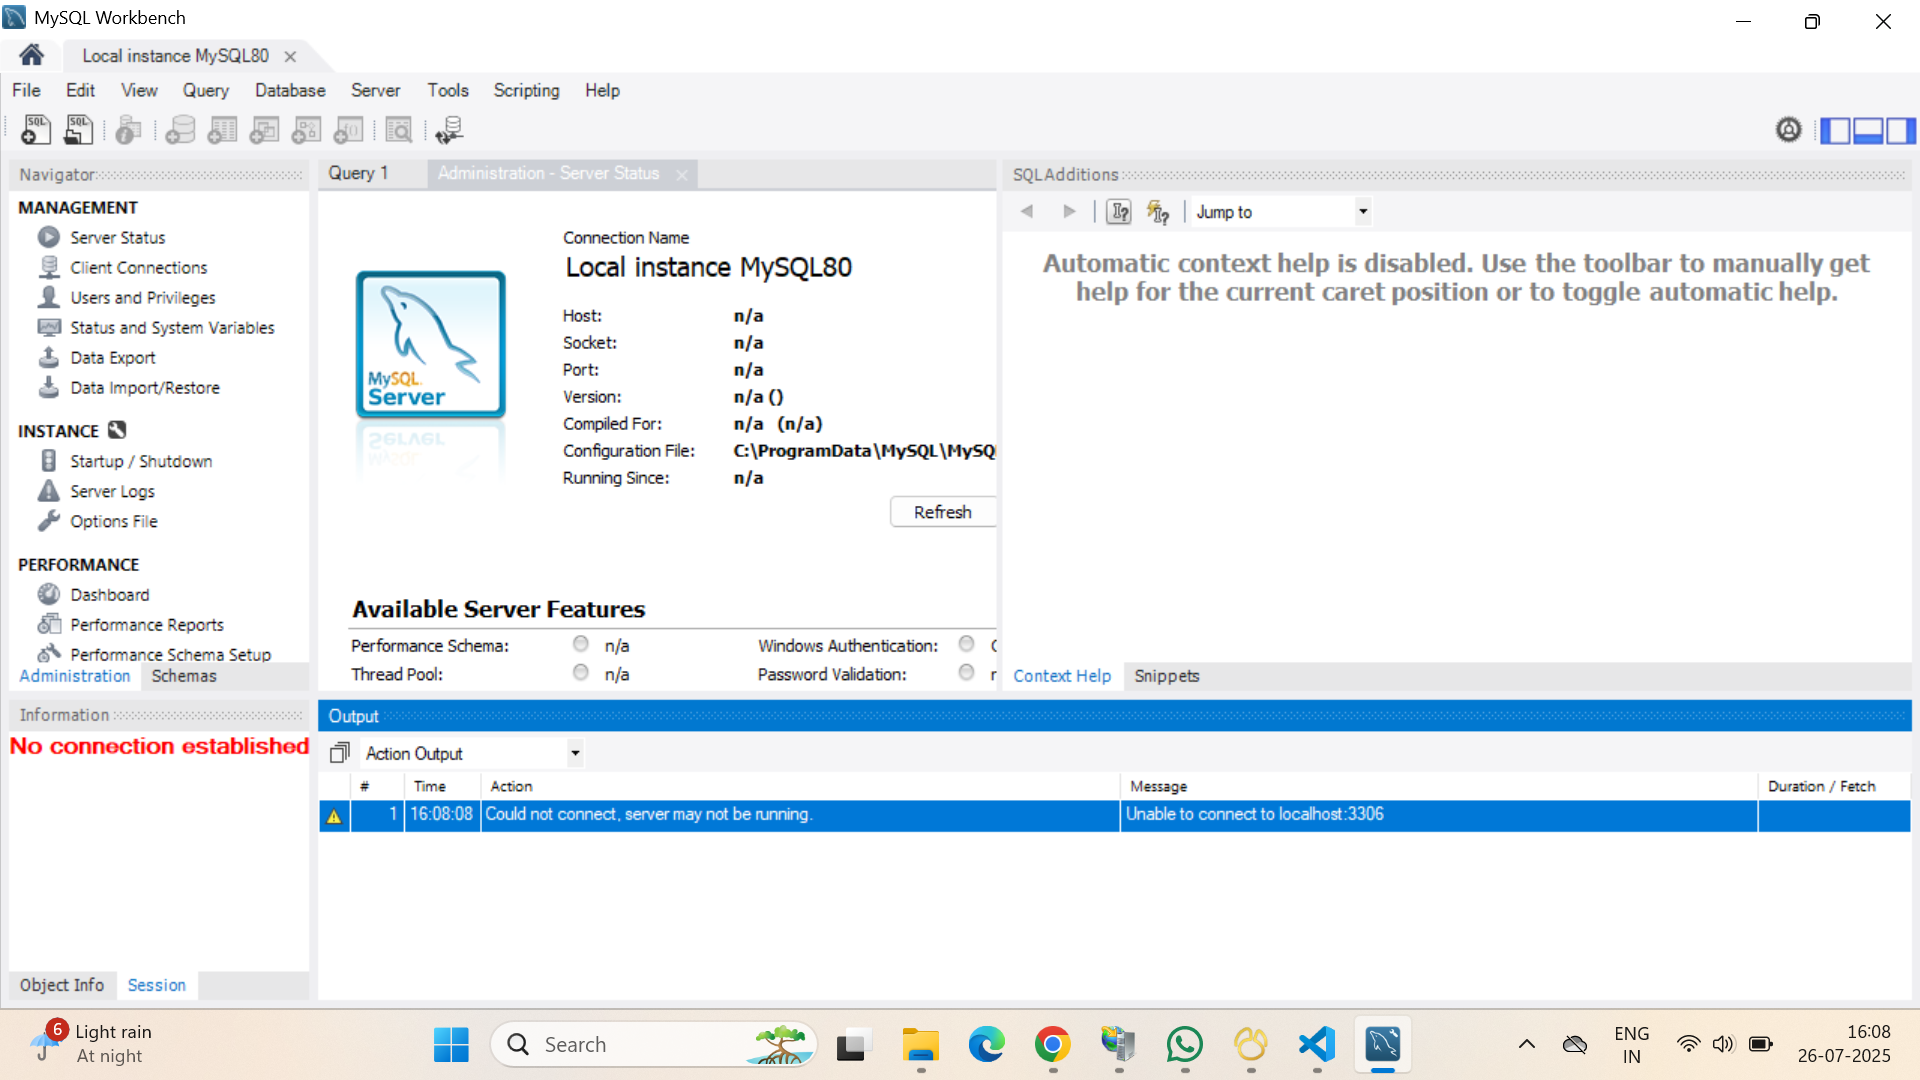 MySQL Workbench
Local instance MySQL80
File Edit View Query Database Server Tools Scripting Help
Navigator
MANAGEMENT
Server Status
Client Connections
Users and Privileges
Status and System Variables
Data Export
Data Import/Restore
INSTANCE
Startup / Shutdown
Server Logs
Options File
PERFORMANCE
Dashboard
Performance Reports
Performance Schema Setup
Administration Schemas
Information
No connection established
Object Info Session
Query 1 Administration - Server Status
MySQL
Server
Connection Name
Local instance MySQL80
Host: n/a
Socket: n/a
Port: n/a
Version: n/a ()
Compiled For: n/a (n/a)
Configuration File: C:\ProgramData\MySQL\MySQ
Running Since: n/a
Refresh
Available Server Features
Performance Schema: n/a Windows Authentication:
Thread Pool: n/a Password Validation:
SQLAdditions
Jump to
Automatic context help is disabled. Use the toolbar to manually get
help for the current caret position or to toggle automatic help.
Context Help Snippets
Output
Action Output
# Time Action Message Duration / Fetch
1 16:08:08 Could not connect, server may not be running. Unable to connect to localhost:3306
6 Light rain
At night
Search
ENG
IN
16:08
26-07-2025